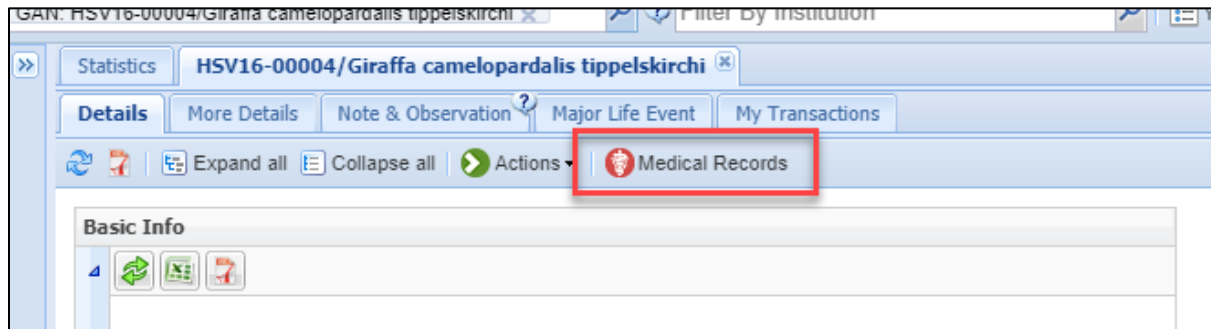 GAN: HSV16-00004/Giraffa camelopardalis tippelskirchi Filter By Institution
Statistics HSV16-00004/Giraffa camelopardalis tippelskirchi
Details More Details Note & Observation ? Major Life Event My Transactions
Expand all Collapse all Actions Medical Records
Basic Info